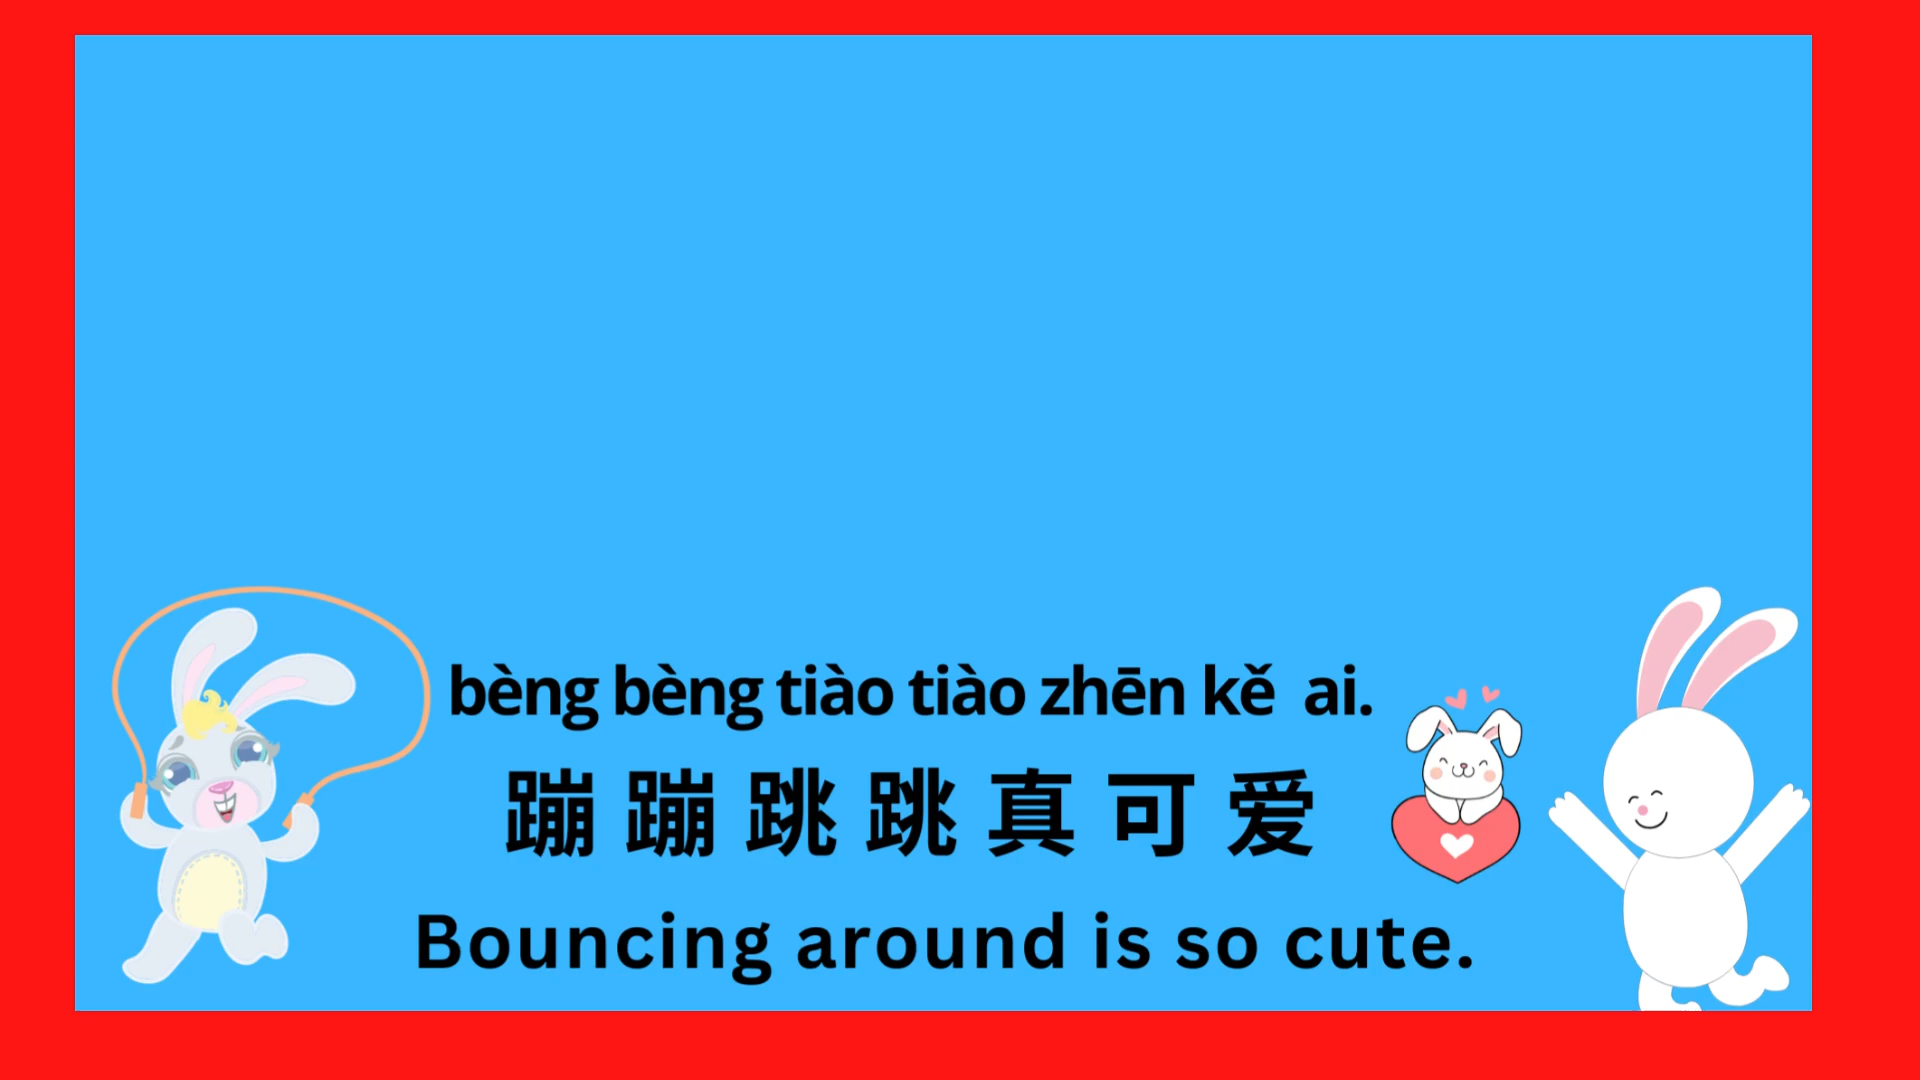 bèng bèng tiào tiào zhēn kě ai.
蹦 蹦 跳 跳 真 可 爱
Bouncing around is so cute.